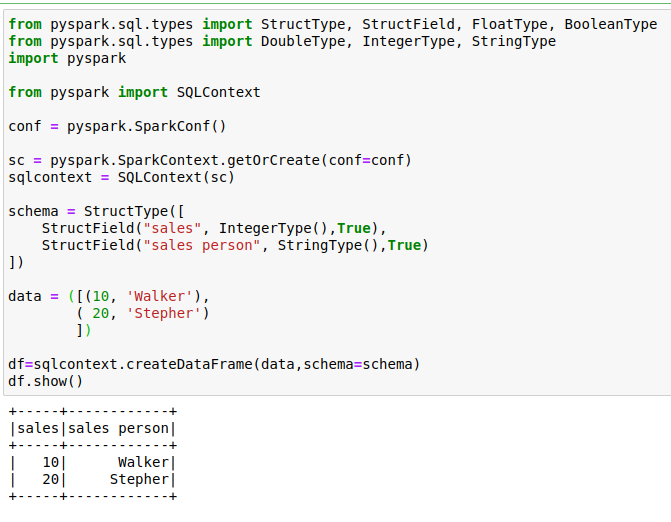 from pyspark.sql.types import StructType, StructField, FloatType, BooleanType
from pyspark.sql.types import DoubleType, IntegerType, StringType
import pyspark

from pyspark import SQLContext

conf = pyspark.SparkConf()

sc = pyspark.SparkContext.getOrCreate(conf=conf)
sqlcontext = SQLContext(sc)

schema = StructType([
    StructField("sales", IntegerType(),True),
    StructField("sales person", StringType(),True)
])

data = ([(10, 'Walker'),
        ( 20, 'Stepher')
        ])

df=sqlcontext.createDataFrame(data,schema=schema)
df.show()
+-----+------------+
|sales|sales person|
+-----+------------+
|   10|      Walker|
|   20|     Stepher|
+-----+------------+